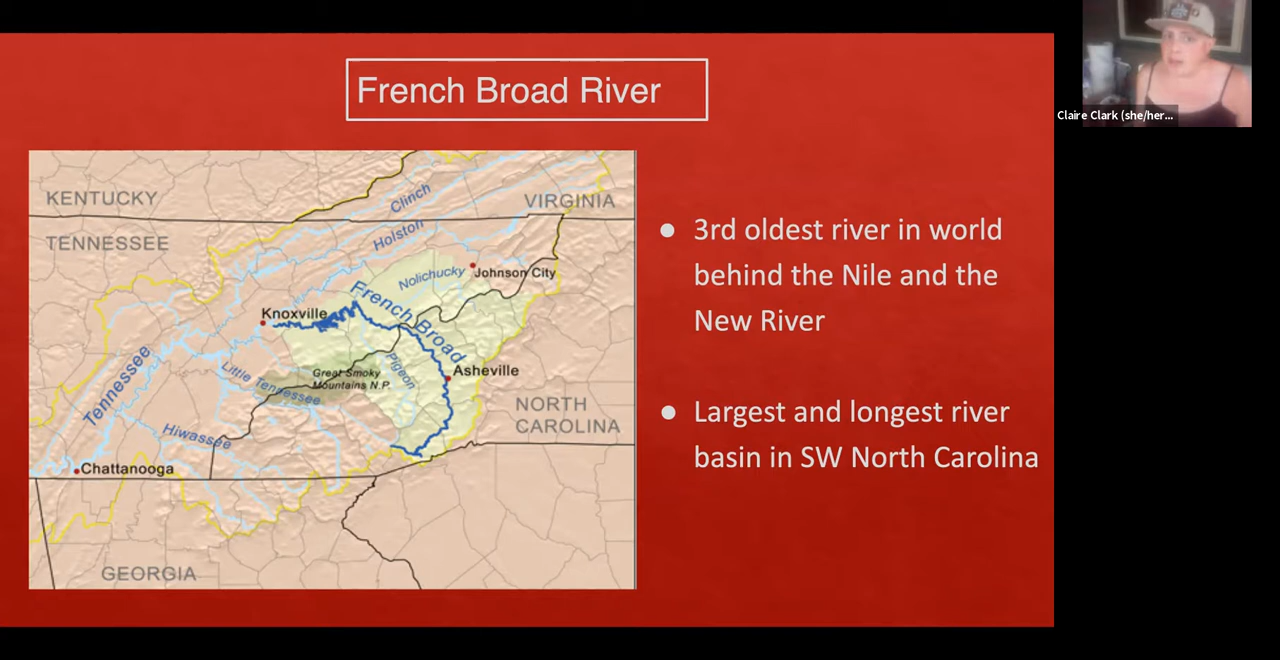 French Broad River
Claire Clark (she/her...
KENTUCKY
VIRGINIA
TENNESSEE
Clinch
Holston
Nolichucky
Johnson City
French Broad
Knoxville
Tennessee
Little Tennessee
Great Smoky
Mountains N.P.
Pigeon
Asheville
NORTH
CAROLINA
Hiwassee
Chattanooga
GEORGIA
● 3rd oldest river in world
behind the Nile and the
New River
● Largest and longest river
basin in SW North Carolina